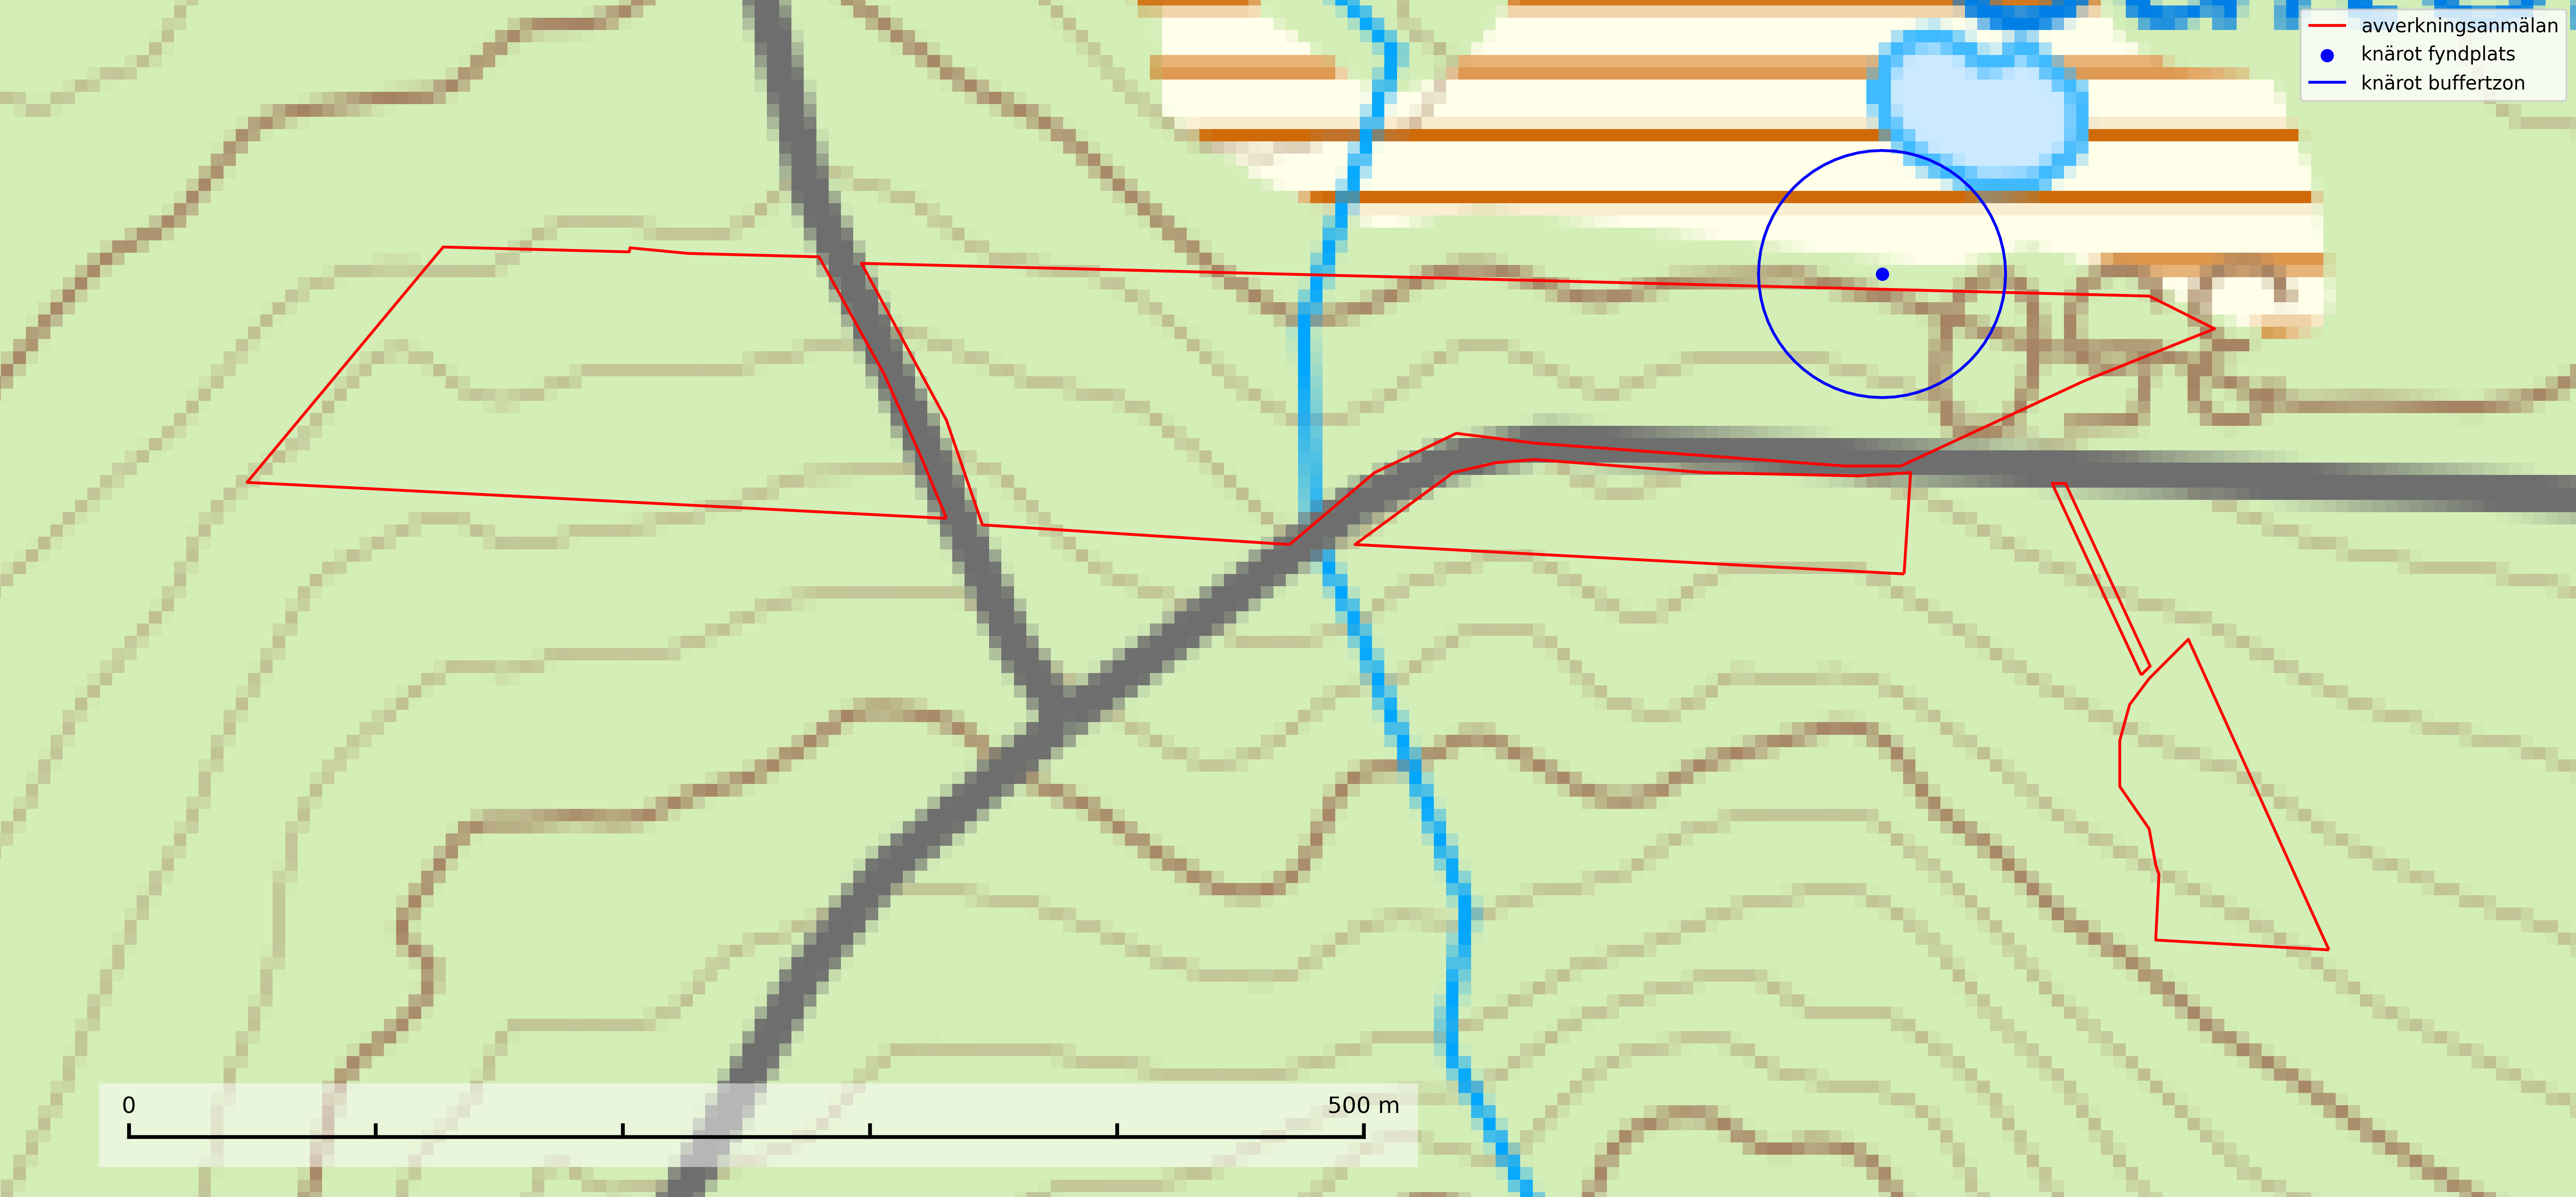 avverkningsanmälan
knärot fyndplats
knärot buffertzon
0
500 m